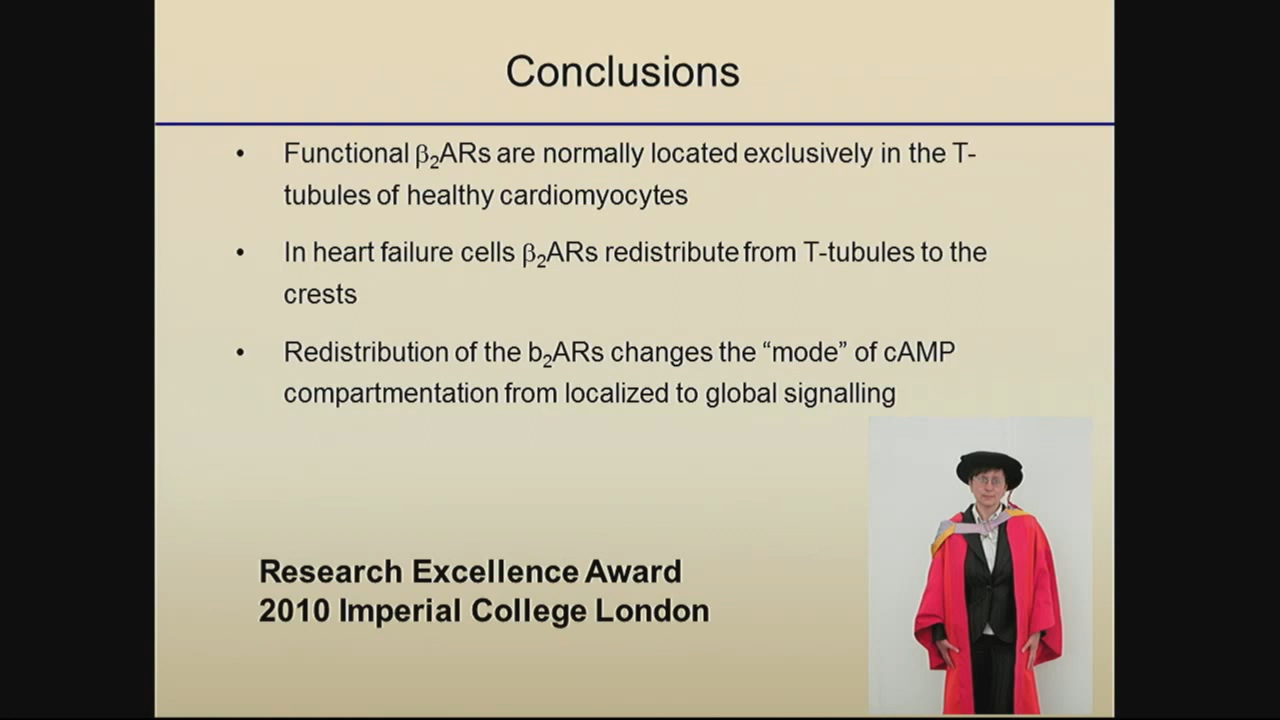 Conclusions
• Functional β₂ARs are normally located exclusively in the T-
tubules of healthy cardiomyocytes
• In heart failure cells β₂ARs redistribute from T-tubules to the
crests
• Redistribution of the b₂ARs changes the “mode” of cAMP
compartmentation from localized to global signalling
Research Excellence Award
2010 Imperial College London